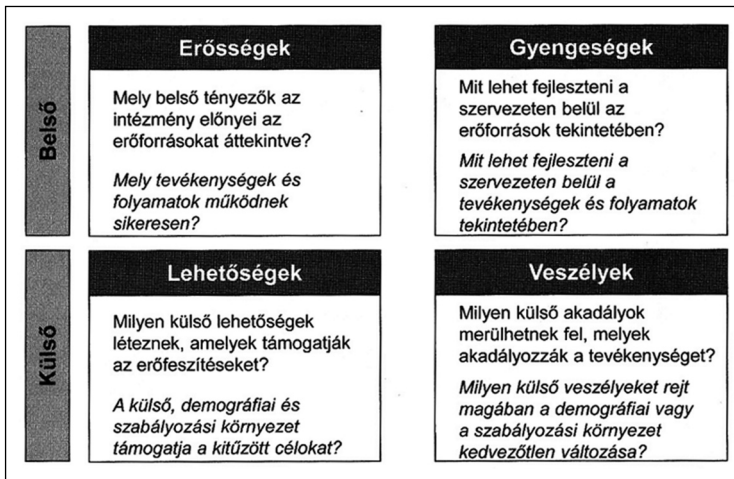 Belső
Erősségek
Mely belső tényezők az
intézmény előnyei az
erőforrásokat áttekintve?
Mely tevékenységek és
folyamatok működnek
sikeresen?
Gyengeségek
Mit lehet fejleszteni a
szervezeten belül az
erőforrások tekintetében?
Mit lehet fejleszteni a
szervezeten belül a
tevékenységek és folyamatok
tekintetében?
Külső
Lehetőségek
Milyen külső lehetőségek
léteznek, amelyek támogatják
az erőfeszítéseket?
A külső, demográfiai és
szabályozási környezet
támogatja a kitűzött célokat?
Veszélyek
Milyen külső akadályok
merülhetnek fel, melyek
akadályozzák a tevékenységet?
Milyen külső veszélyeket rejt
magában a demográfiai vagy
a szabályozási környezet
kedvezőtlen változása?